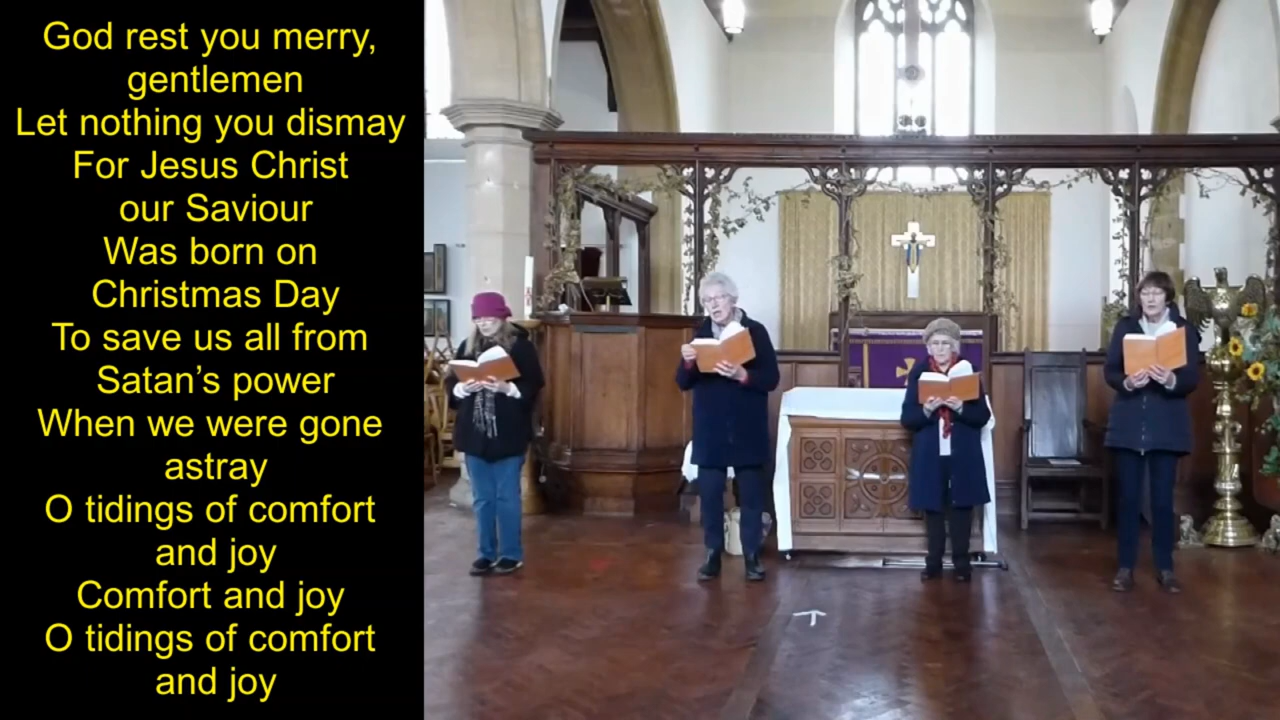 God rest you merry,
gentlemen
Let nothing you dismay
For Jesus Christ
our Saviour
Was born on
Christmas Day
To save us all from
Satan’s power
When we were gone
astray
O tidings of comfort
and joy
Comfort and joy
O tidings of comfort
and joy